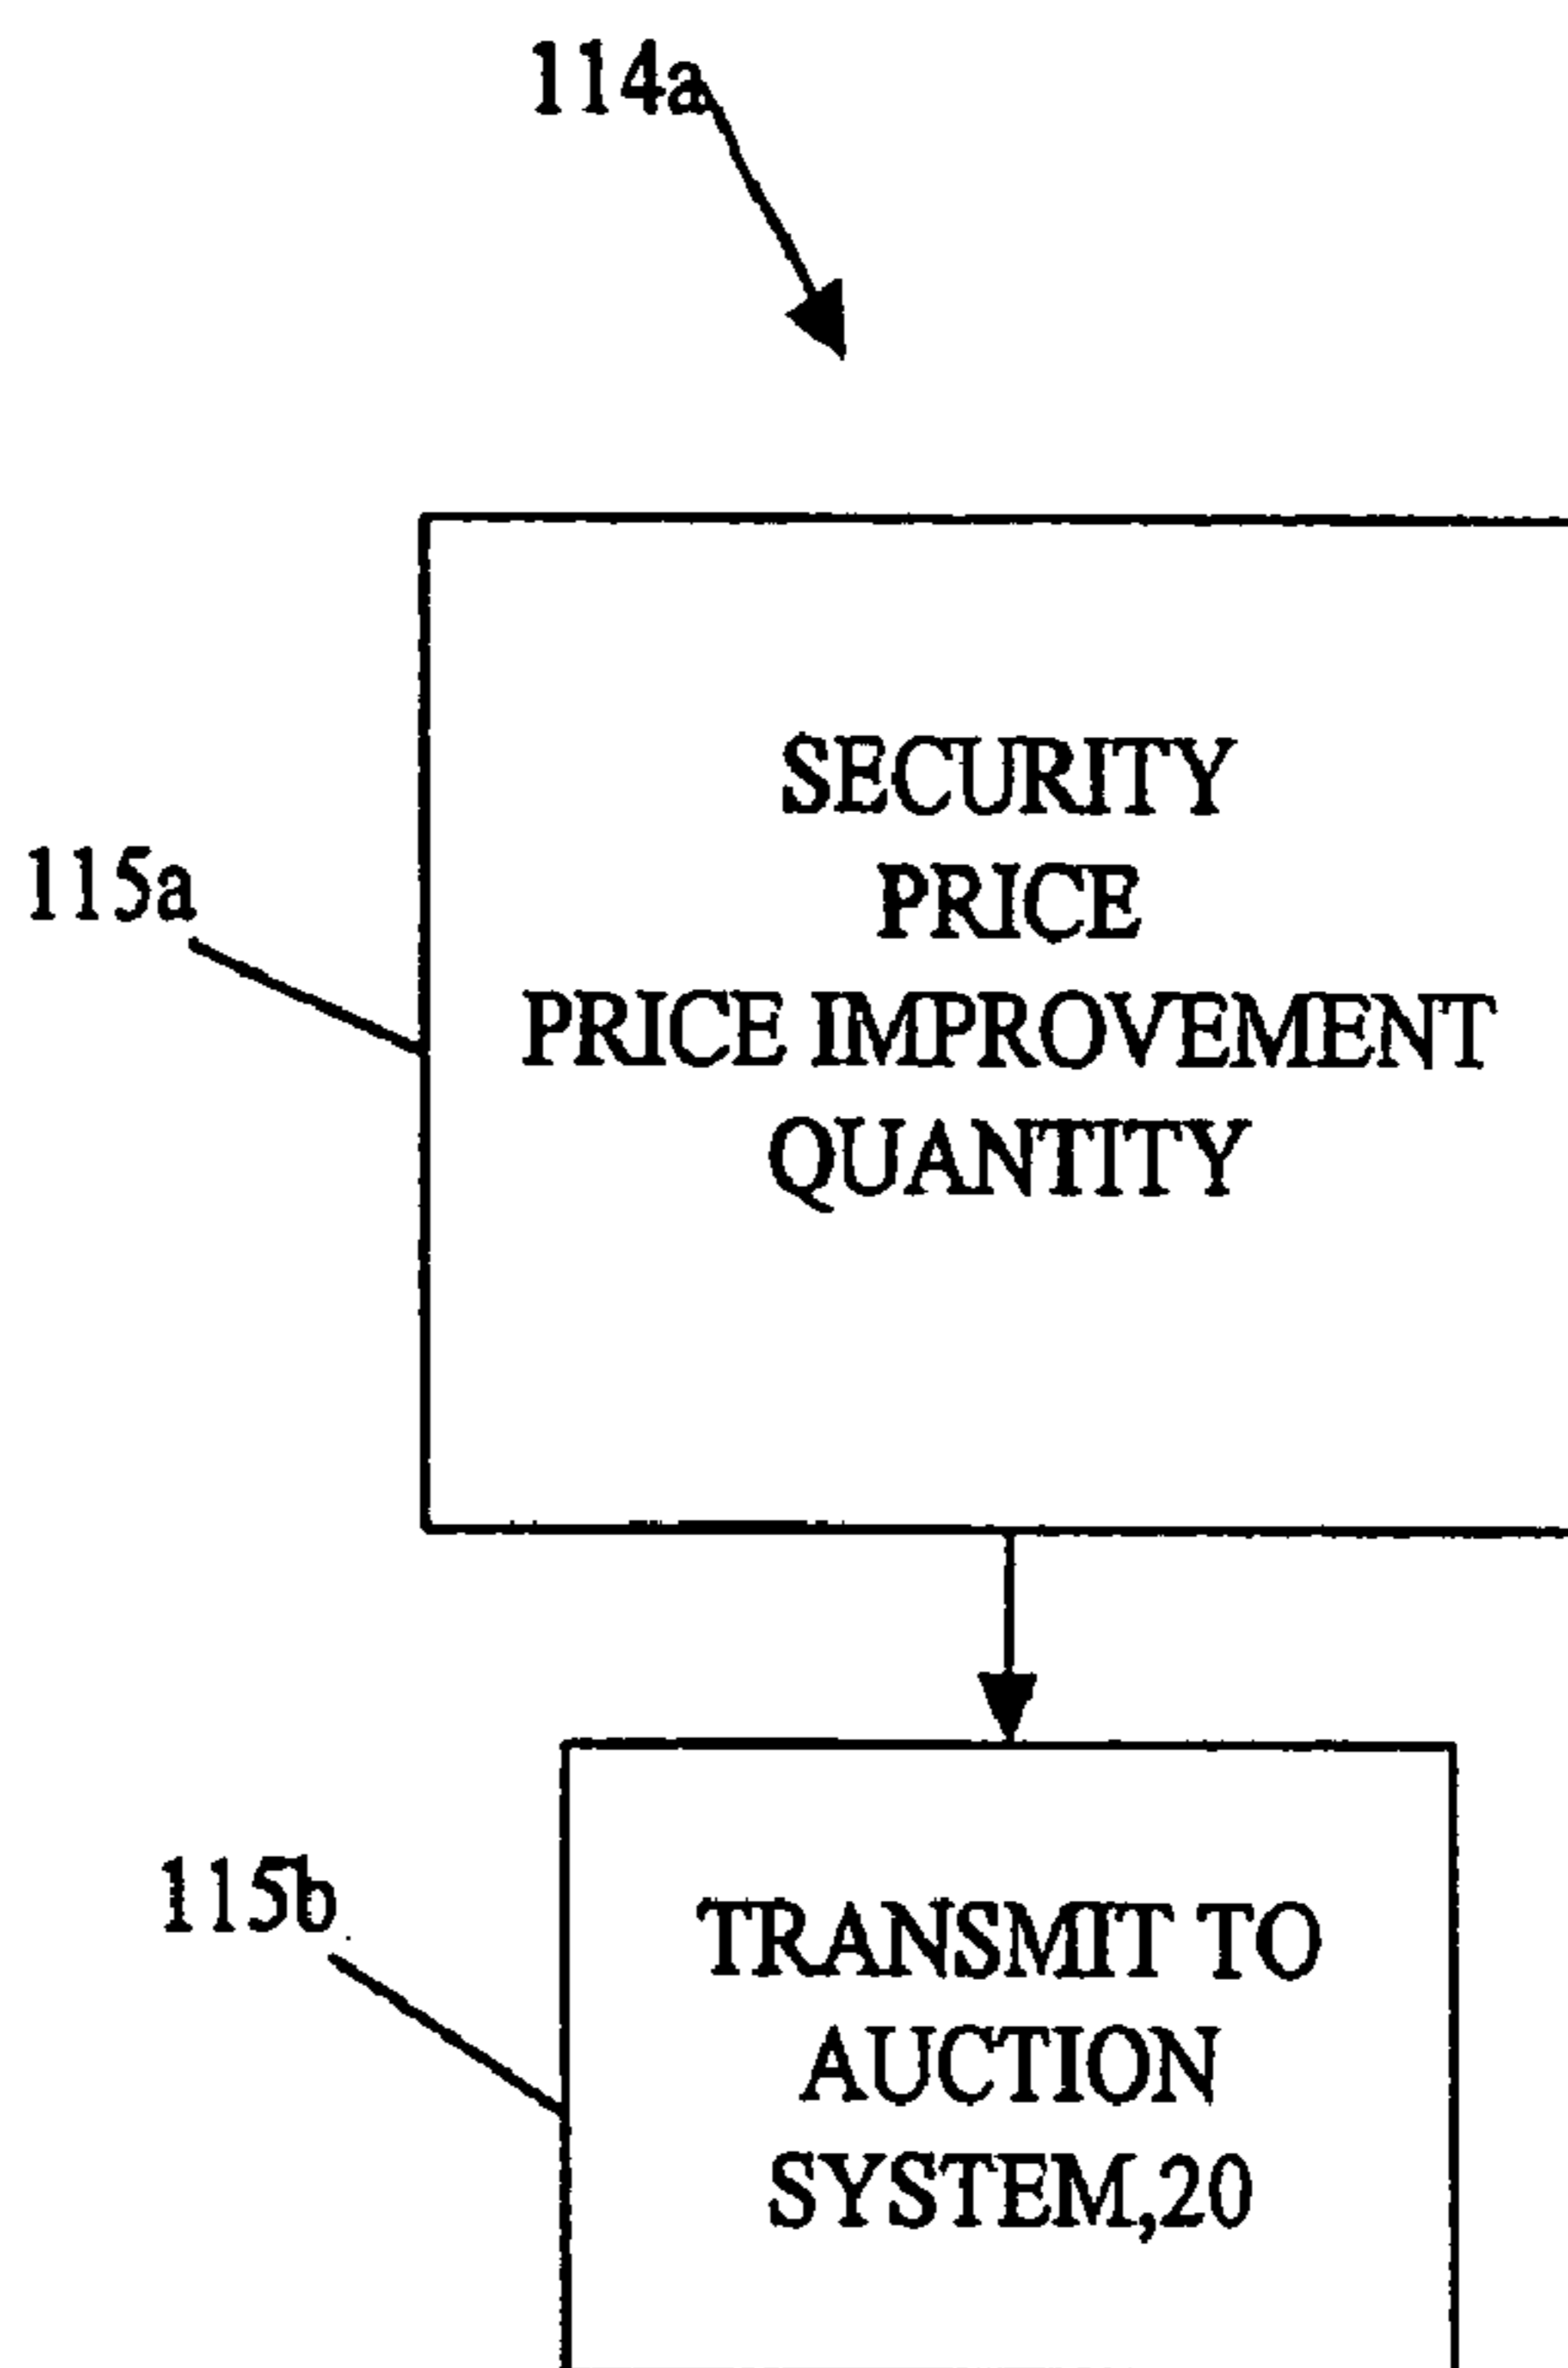 114a
SECURITY
PRICE
115a
PRICE IMPROVEMENT
QUANTITY
115b
TRANSMIT TO
AUCTION
SYSTEM,20